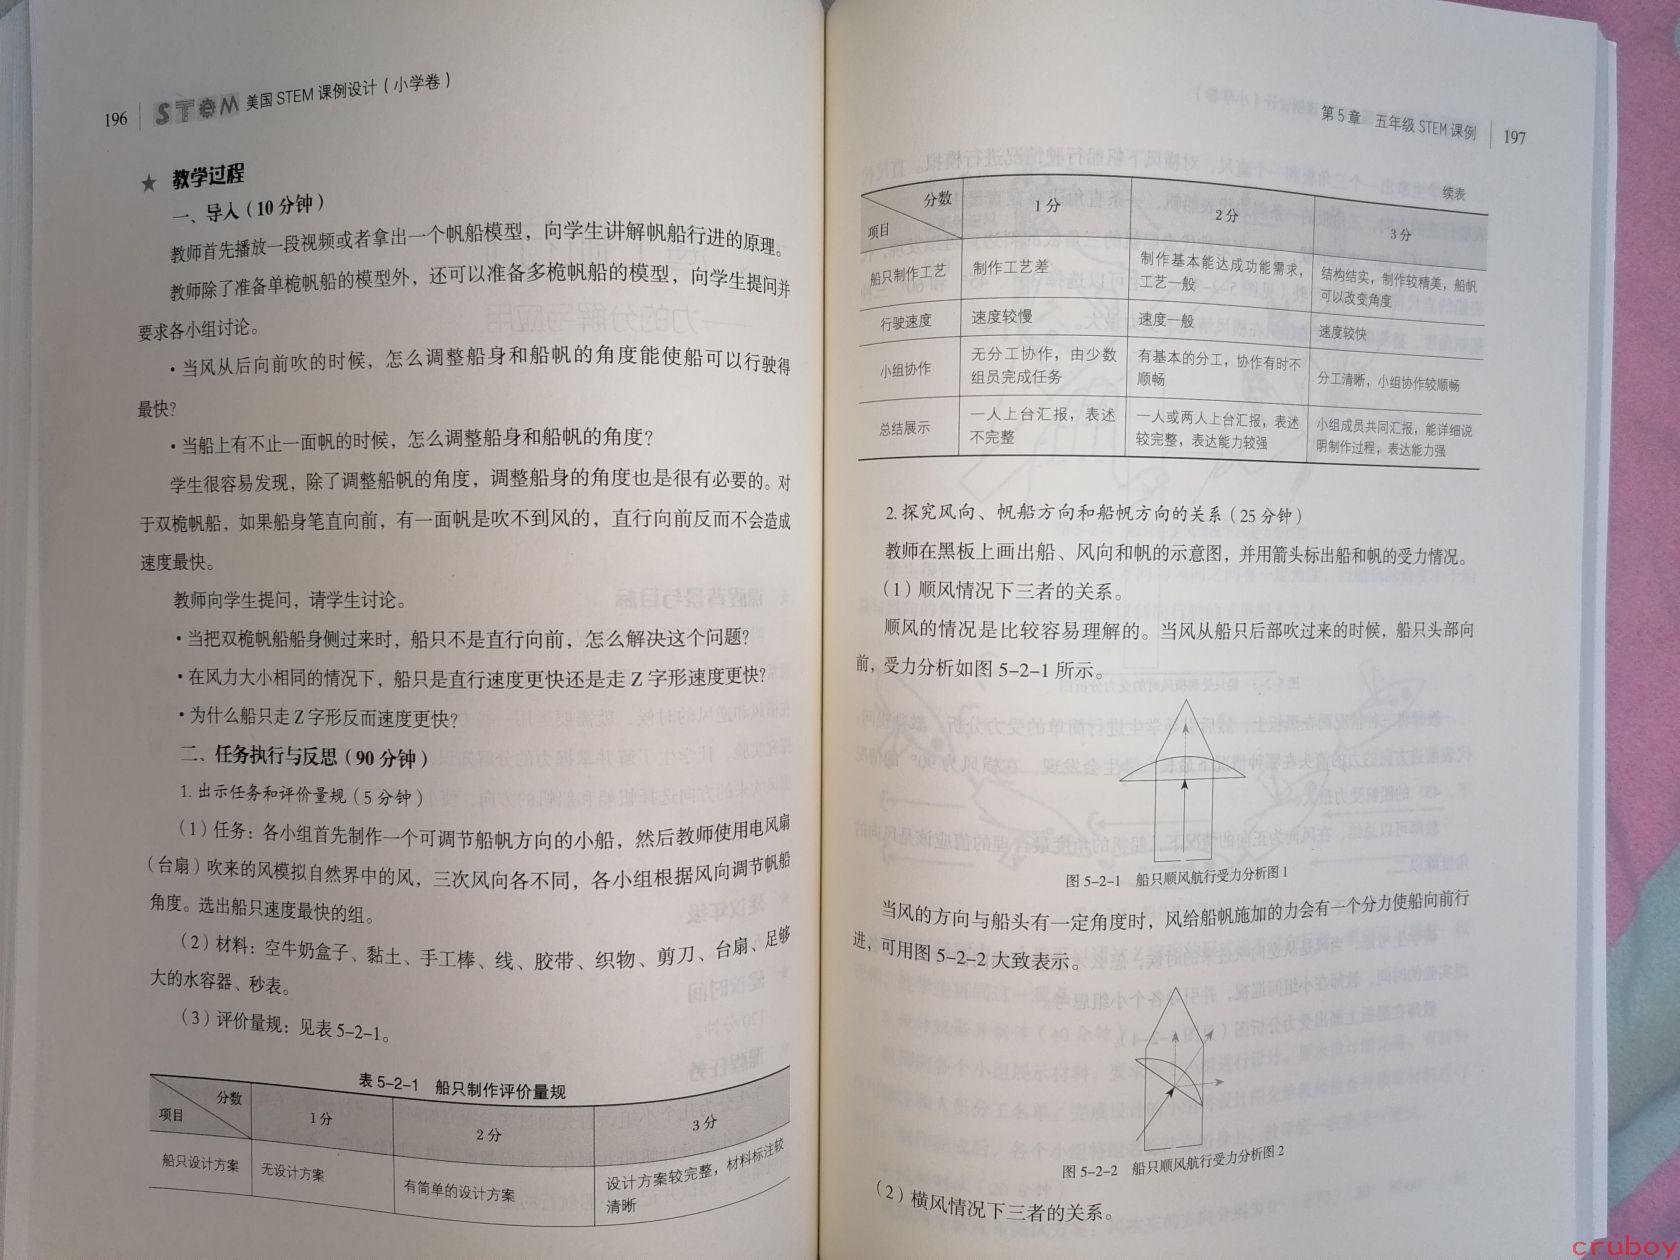 196 STEM 美国 STEM 课例设计（小学卷）
★ 教学过程
一、导入（10 分钟）
教师首先播放一段视频或者拿出一个帆船模型，向学生讲解帆船行进的原理。
教师除了准备单桅帆船的模型外，还可以准备多桅帆船的模型，向学生提问并
要求各小组讨论。
·当风从后向前吹的时候，怎么调整船身和船帆的角度能使船可以行驶得
最快？
·当船上有不止一面帆的时候，怎么调整船身和船帆的角度？
学生很容易发现，除了调整船帆的角度，调整船身的角度也是很有必要的。对
于双桅帆船，如果船身笔直向前，有一面帆是吹不到风的，直行向前反而不会造成
速度最快。
教师向学生提问，请学生讨论。
·当把双桅帆船船身侧过来时，船只不是直行向前，怎么解决这个问题？
·在风力大小相同的情况下，船只是直行速度更快还是走 Z 字形速度更快？
·为什么船只走 Z 字形反而速度更快？
二、任务执行与反思（90 分钟）
1. 出示任务和评价量规（5 分钟）
（1）任务：各小组首先制作一个可调节船帆方向的小船，然后教师使用电风扇
（台扇）吹来的风模拟自然界中的风，三次风向各不同，各小组根据风向调节帆船
角度。选出船只速度最快的组。
（2）材料：空牛奶盒子、黏土、手工棒、线、胶带、织物、剪刀、台扇、足够
大的水容器、秒表。
（3）评价量规：见表 5-2-1。
表 5-2-1 船只制作评价量规
分数
项目 1 分 2 分 3 分
船只设计方案 无设计方案 有简单的设计方案 设计方案较完整，材料标注较
清晰
第 5 章 五年级 STEM 课例 197
续表
分数
项目 1 分 2 分 3 分
船只制作工艺 制作工艺差 制作基本能达成功能需求， 结构结实，制作较精美，船帆
工艺一般 可以改变角度
行驶速度 速度较慢 速度一般 速度较快
小组协作 无分工协作，由少数 有基本的分工，协作有时不 分工清晰，小组协作较顺畅
组员完成任务 顺畅
总结展示 一人上台汇报，表述 一人或两人上台汇报，表述 小组成员共同汇报，能详细说
不完整 较完整，表达能力较强 明制作过程，表达能力强
2. 探究风向、帆船方向和船帆方向的关系（25 分钟）
教师在黑板上画出船、风向和帆的示意图，并用箭头标出船和帆的受力情况。
（1）顺风情况下三者的关系。
顺风的情况是比较容易理解的。当风从船只后部吹过来的时候，船只头部向
前，受力分析如图 5-2-1 所示。
图 5-2-1 船只顺风航行受力分析图 1
当风的方向与船头有一定角度时，风给船帆施加的力会有一个分力使船向前行
进，可用图 5-2-2 大致表示。
图 5-2-2 船只顺风航行受力分析图 2
（2）横风情况下三者的关系。
cruboy